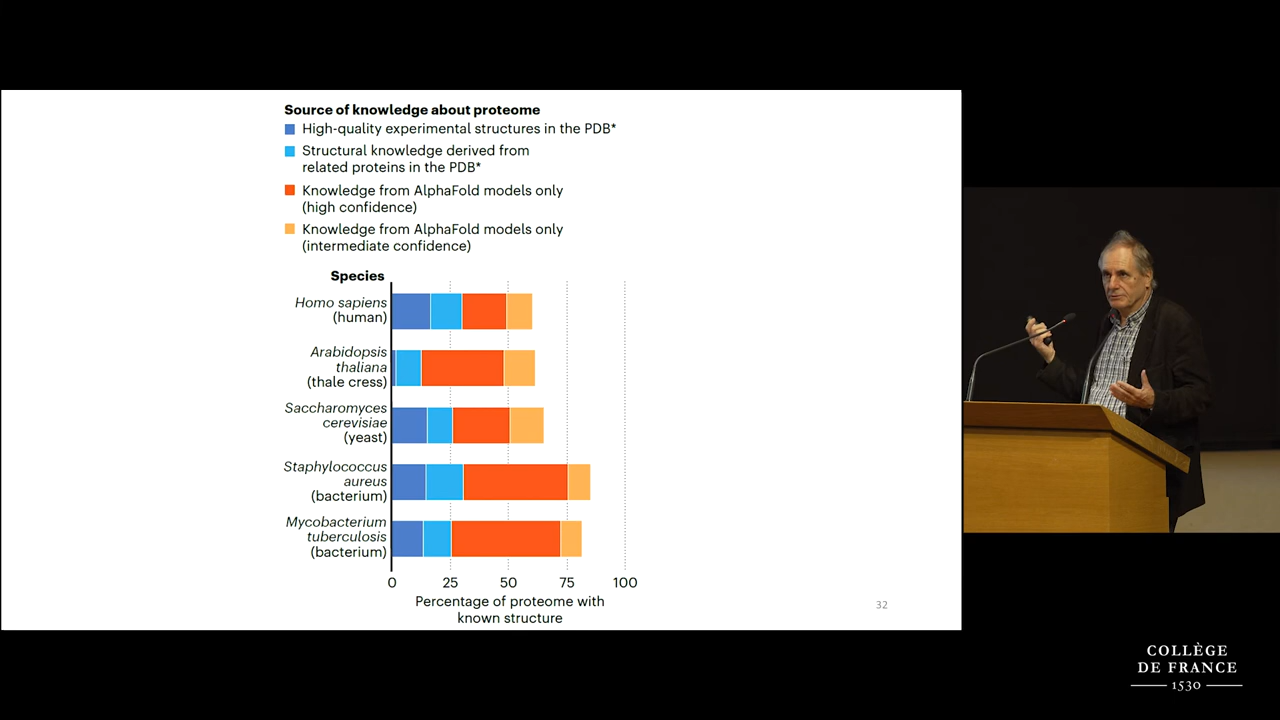 Source of knowledge about proteome
High-quality experimental structures in the PDB*
Structural knowledge derived from
related proteins in the PDB*
Knowledge from AlphaFold models only
(high confidence)
Knowledge from AlphaFold models only
(intermediate confidence)
Species
Homo sapiens
(human)
Arabidopsis
thaliana
(thale cress)
Saccharomyces
cerevisiae
(yeast)
Staphylococcus
aureus
(bacterium)
Mycobacterium
tuberculosis
(bacterium)
0 25 50 75 100
Percentage of proteome with
known structure
32
COLLÈGE
DE FRANCE
1530